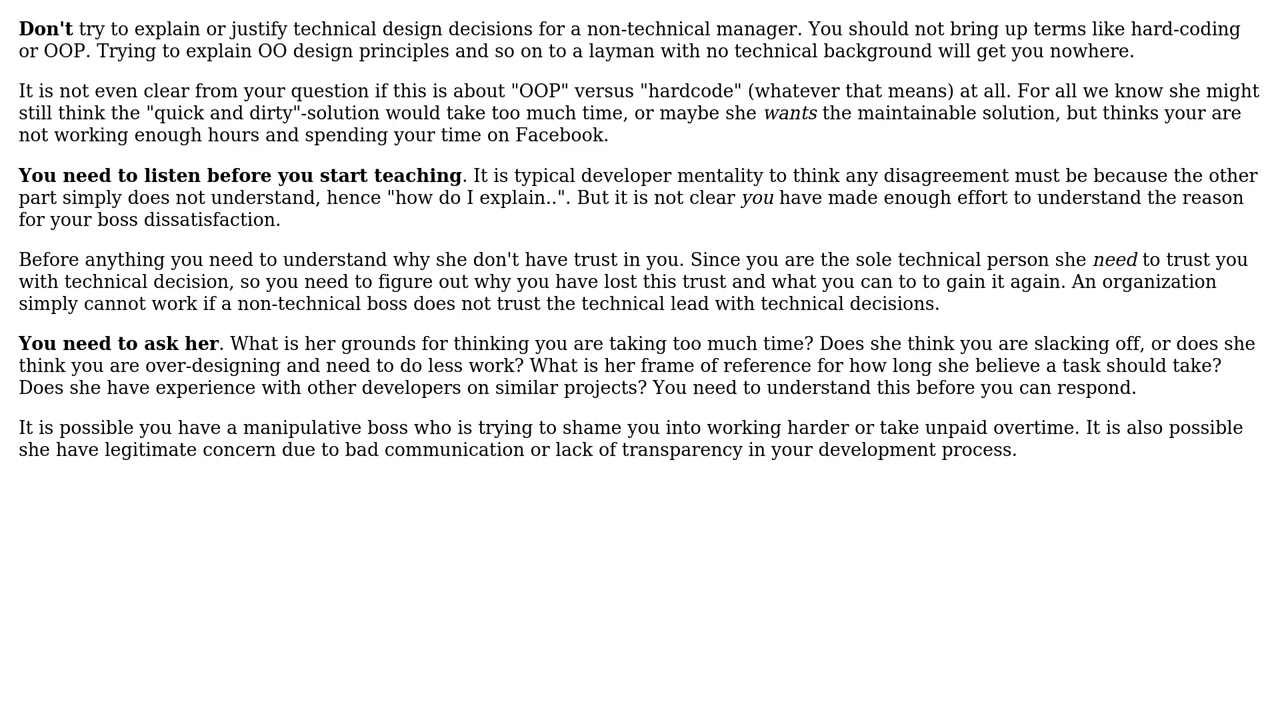 Don't try to explain or justify technical design decisions for a non-technical manager. You should not bring up terms like hard-coding
or OOP. Trying to explain OO design principles and so on to a layman with no technical background will get you nowhere.
It is not even clear from your question if this is about "OOP" versus "hardcode" (whatever that means) at all. For all we know she might
still think the "quick and dirty"-solution would take too much time, or maybe she wants the maintainable solution, but thinks your are
not working enough hours and spending your time on Facebook.
You need to listen before you start teaching. It is typical developer mentality to think any disagreement must be because the other
part simply does not understand, hence "how do I explain..". But it is not clear you have made enough effort to understand the reason
for your boss dissatisfaction.
Before anything you need to understand why she don't have trust in you. Since you are the sole technical person she need to trust you
with technical decision, so you need to figure out why you have lost this trust and what you can to to gain it again. An organization
simply cannot work if a non-technical boss does not trust the technical lead with technical decisions.
You need to ask her. What is her grounds for thinking you are taking too much time? Does she think you are slacking off, or does she
think you are over-designing and need to do less work? What is her frame of reference for how long she believe a task should take?
Does she have experience with other developers on similar projects? You need to understand this before you can respond.
It is possible you have a manipulative boss who is trying to shame you into working harder or take unpaid overtime. It is also possible
she have legitimate concern due to bad communication or lack of transparency in your development process.